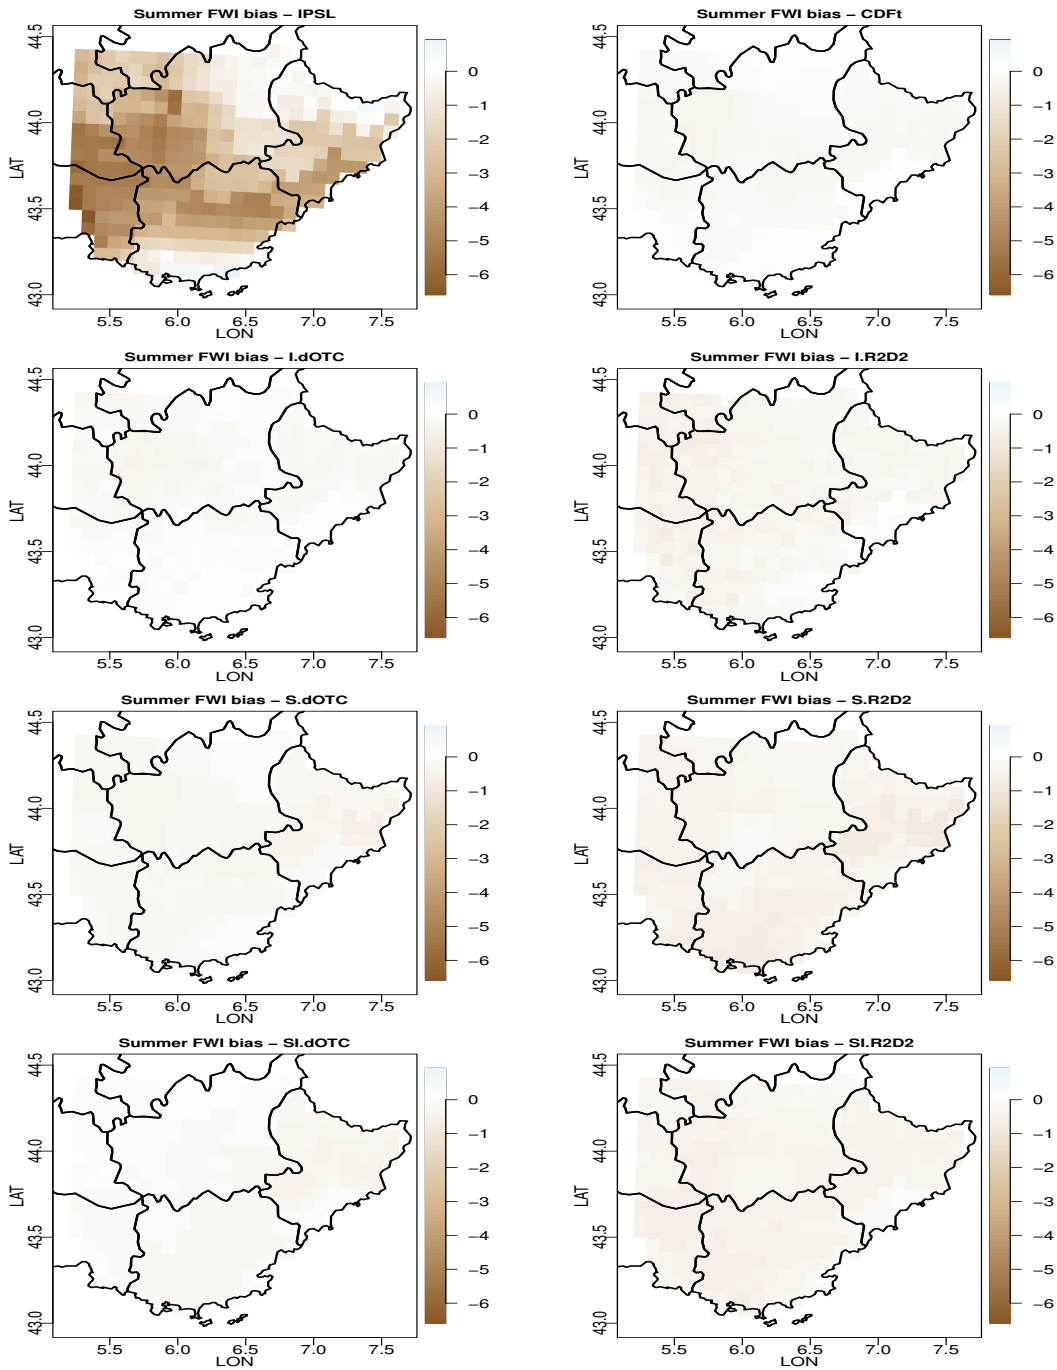 Summer FWI bias − IPSL
44.5
44.0
43.5
43.0
LAT
5.5 6.0 6.5 7.0 7.5
LON
0
−1
−2
−3
−4
−5
−6
Summer FWI bias − CDFt
44.5
44.0
43.5
43.0
LAT
5.5 6.0 6.5 7.0 7.5
LON
0
−1
−2
−3
−4
−5
−6
Summer FWI bias − I.dOTC
44.5
44.0
43.5
43.0
LAT
5.5 6.0 6.5 7.0 7.5
LON
0
−1
−2
−3
−4
−5
−6
Summer FWI bias − I.R2D2
44.5
44.0
43.5
43.0
LAT
5.5 6.0 6.5 7.0 7.5
LON
0
−1
−2
−3
−4
−5
−6
Summer FWI bias − S.dOTC
44.5
44.0
43.5
43.0
LAT
5.5 6.0 6.5 7.0 7.5
LON
0
−1
−2
−3
−4
−5
−6
Summer FWI bias − S.R2D2
44.5
44.0
43.5
43.0
LAT
5.5 6.0 6.5 7.0 7.5
LON
0
−1
−2
−3
−4
−5
−6
Summer FWI bias − SI.dOTC
44.5
44.0
43.5
43.0
LAT
5.5 6.0 6.5 7.0 7.5
LON
0
−1
−2
−3
−4
−5
−6
Summer FWI bias − SI.R2D2
44.5
44.0
43.5
43.0
LAT
5.5 6.0 6.5 7.0 7.5
LON
0
−1
−2
−3
−4
−5
−6